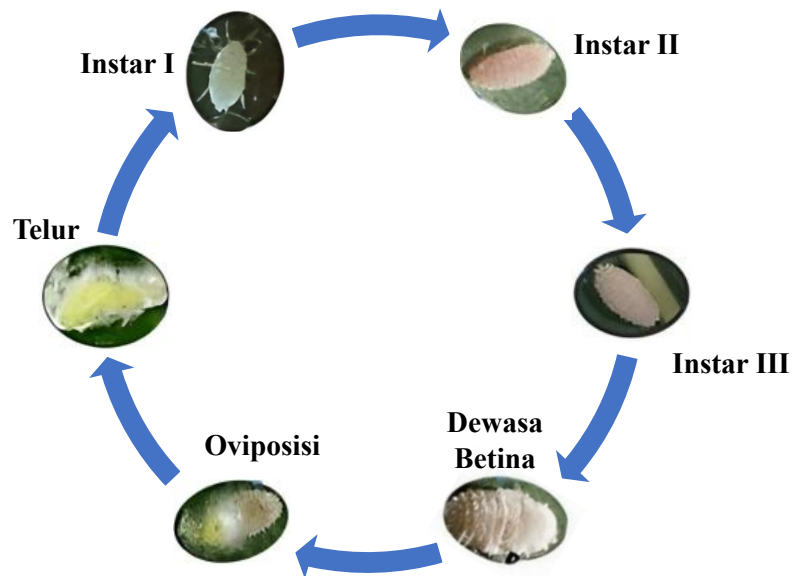 Instar I
Instar II
Telur
Instar III
Dewasa
Betina
Oviposisi